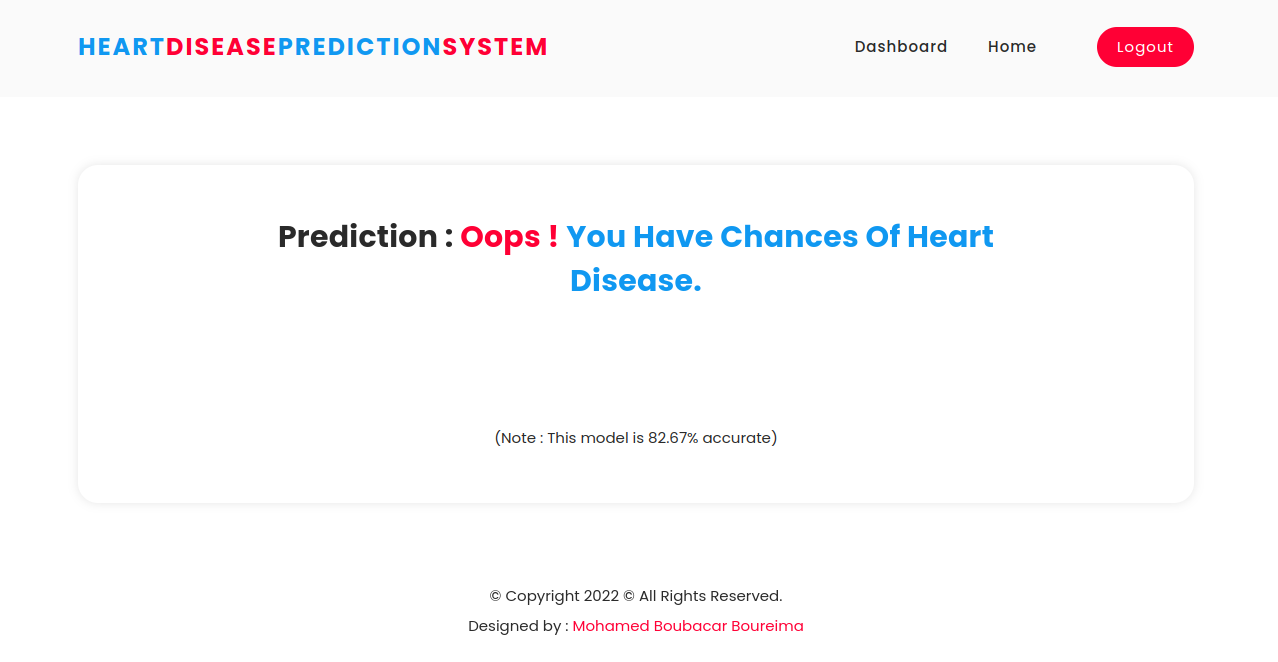 HEARTDISEASEPREDICTIONSYSTEM
Dashboard
Home
Logout
Prediction : Oops ! You Have Chances Of Heart
Disease.
(Note : This model is 82.67% accurate)
© Copyright 2022 © All Rights Reserved.
Designed by : Mohamed Boubacar Boureima